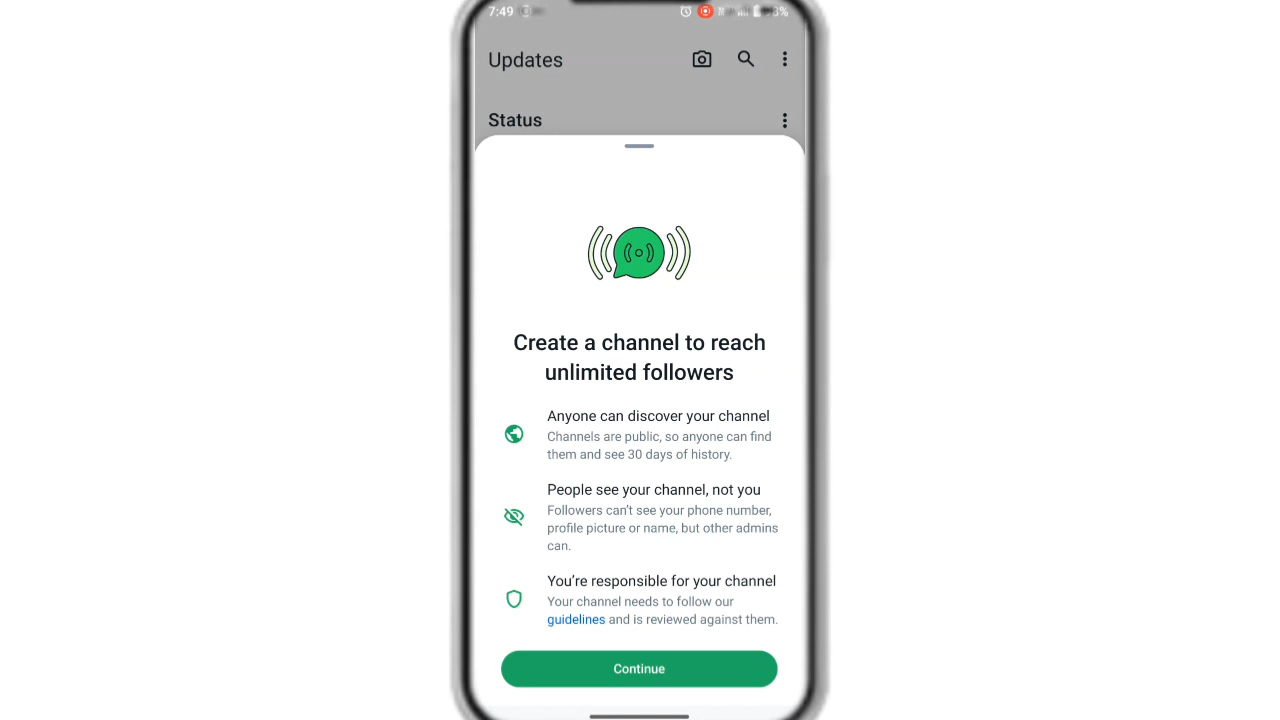 7:49
Updates
Status
Create a channel to reach
unlimited followers
Anyone can discover your channel
Channels are public, so anyone can find
them and see 30 days of history.
People see your channel, not you
Followers can't see your phone number,
profile picture or name, but other admins
can.
You're responsible for your channel
Your channel needs to follow our
guidelines and is reviewed against them.
Continue